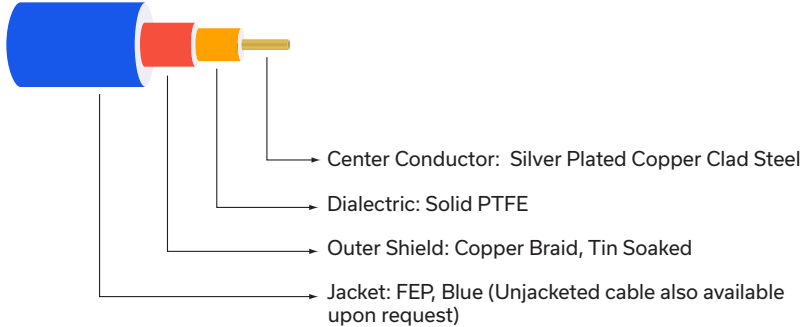 Center Conductor: Silver Plated Copper Clad Steel
Dialectric: Solid PTFE
Outer Shield: Copper Braid, Tin Soaked
Jacket: FEP, Blue (Unjacketed cable also available
upon request)